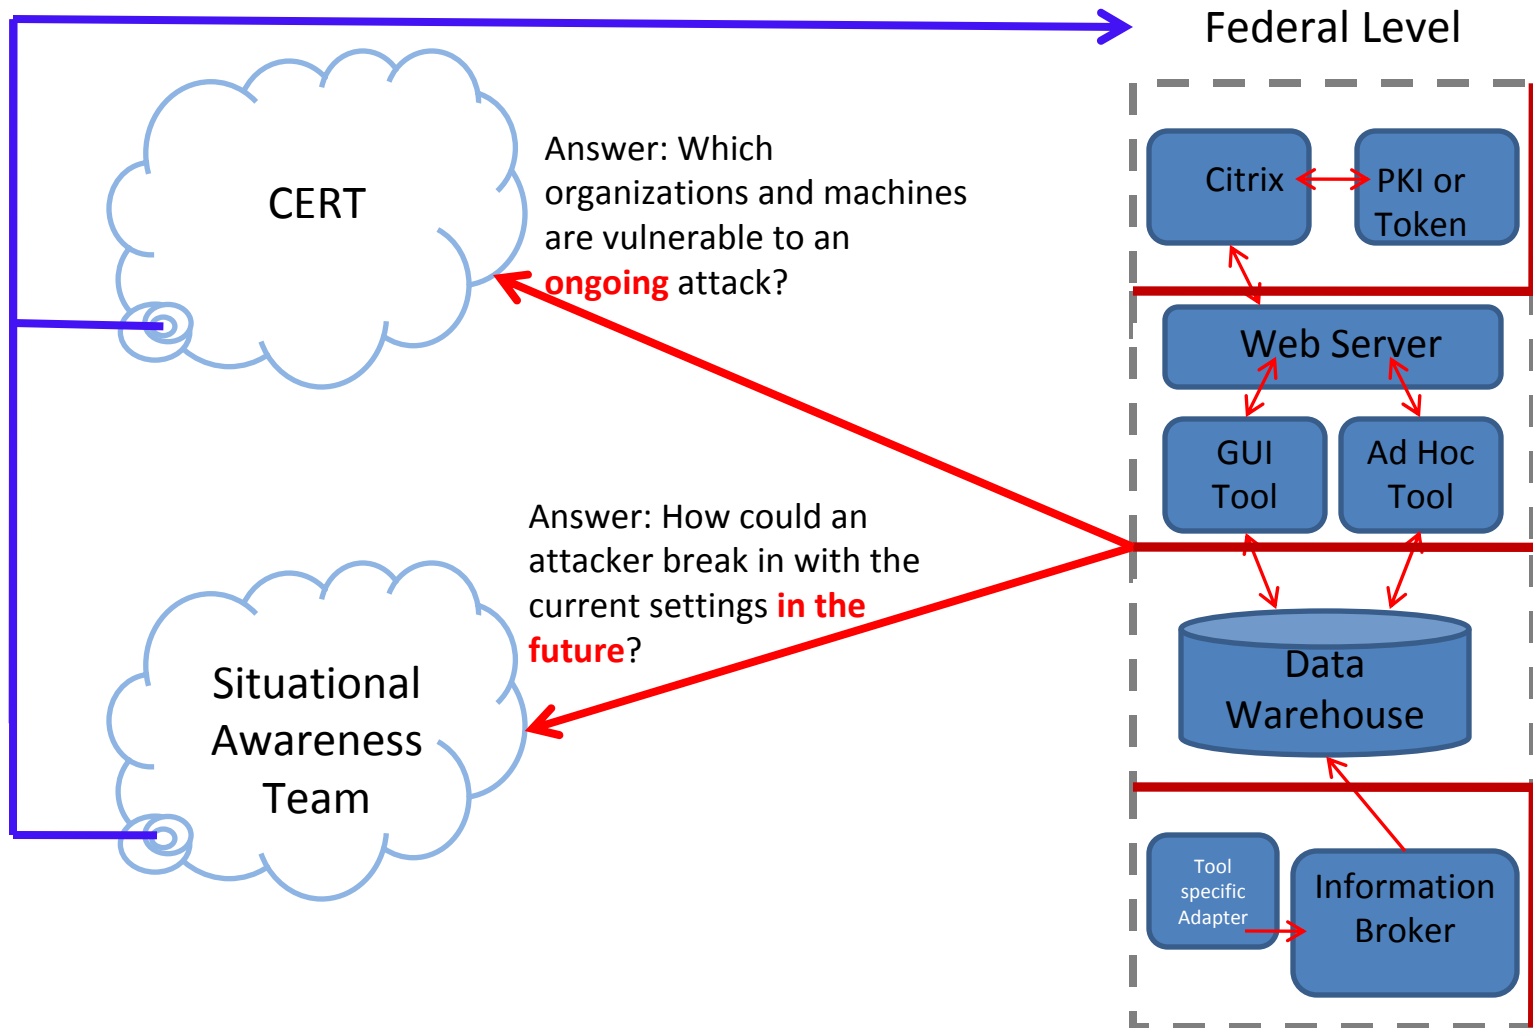 Federal Level
CERT
Answer: Which
organizations and machines
are vulnerable to an
ongoing attack?
Citrix
PKI or
Token
Web Server
GUI
Tool
Ad Hoc
Tool
Answer: How could an
attacker break in with the
current settings in the
future?
Situational
Awareness
Team
Data
Warehouse
Tool
specific
Adapter
Information
Broker